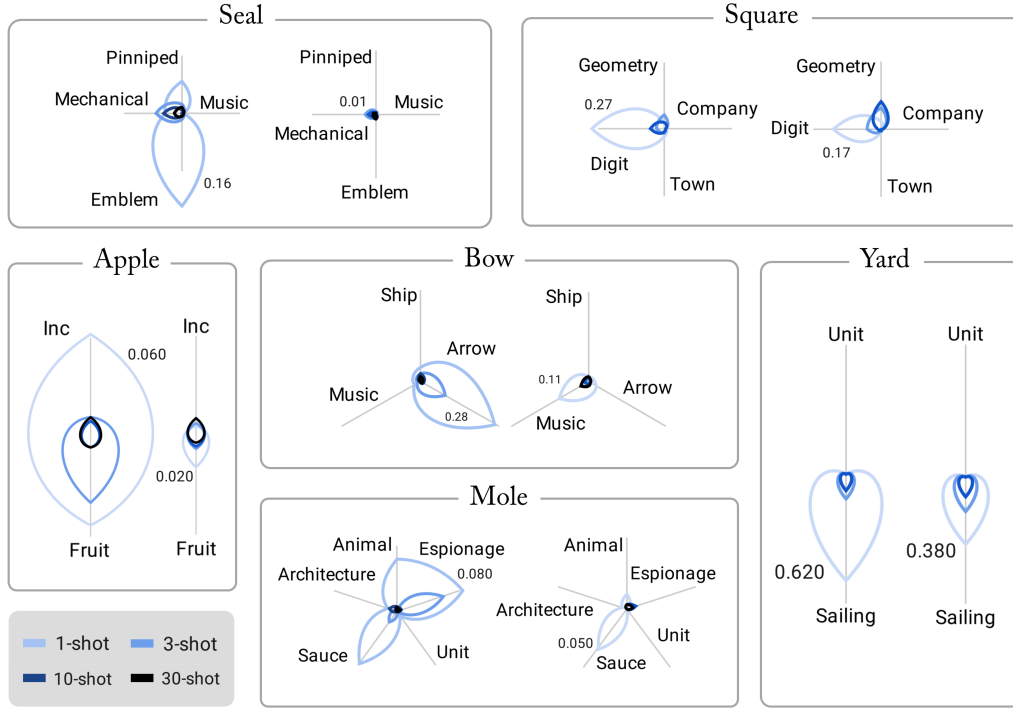 Seal
Pinniped
Mechanical
Music
0.16
Emblem
Pinniped
0.01
Music
Mechanical
Emblem
Square
Geometry
0.27
Company
Digit
Town
Geometry
Digit
Company
0.17
Town
Apple
Inc
0.060
Fruit
Inc
0.020
Fruit
Bow
Ship
Arrow
Music
0.28
Ship
0.11
Arrow
Music
Mole
Animal
Espionage
Architecture
0.080
Sauce
Unit
Animal
Espionage
Architecture
0.050
Unit
Sauce
Yard
Unit
0.620
Sailing
Unit
0.380
Sailing
1-shot
3-shot
10-shot
30-shot